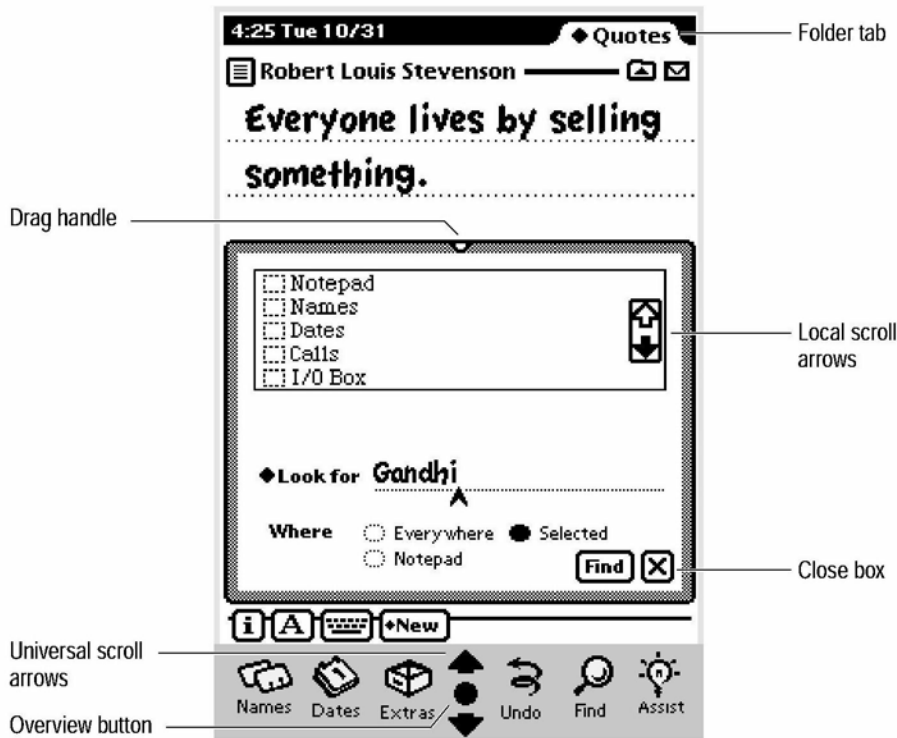 4:25 Tue 10/31
◆Quotes
Folder tab
Robert Louis Stevenson
Everyone lives by selling
something.
Drag handle
Notepad
Names
Dates
Calls
I/O Box
Local scroll
arrows
◆Look for Gandhi
Where Everywhere Selected
Notepad
Find X
Close box
i A ◆New
Universal scroll
arrows
Names Dates Extras Undo Find Assist
Overview button